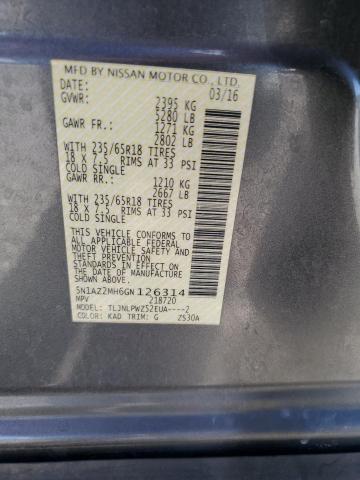 MFD BY NISSAN MOTOR CO., LTD.
DATE: 03/16
GVWR: 2395 KG
5280 LB
GAWR FR.: 1271 KG
2802 LB
WITH 235/65R18 TIRES
18 X 7.5 RIMS AT 33 PSI
COLD SINGLE
GAWR RR.: 1210 KG
2667 LB
WITH 235/65R18 TIRES
18 X 7.5 RIMS AT 33 PSI
COLD SINGLE
THIS VEHICLE CONFORMS TO ALL
APPLICABLE FEDERAL
MOTOR VEHICLE SAFETY AND
THEFT PREVENTION
STANDARDS IN EFFECT
ON THE DATE OF MANUFACTURE
SHOWN ABOVE.
5N1AZ2MH6GN126314
MPV 218720
MODEL: TLJNLPWZ52EUA----2
COLOR: KAD TRIM: G Z530A